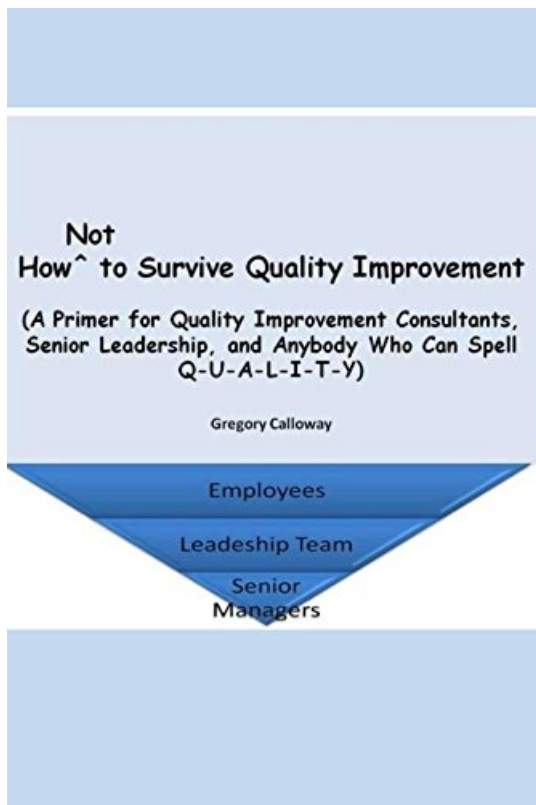 Not
How^ to Survive Quality Improvement
(A Primer for Quality Improvement Consultants,
Senior Leadership, and Anybody Who Can Spell
Q-U-A-L-I-T-Y)
Gregory Calloway
Employees
Leadeship Team
Senior
Managers